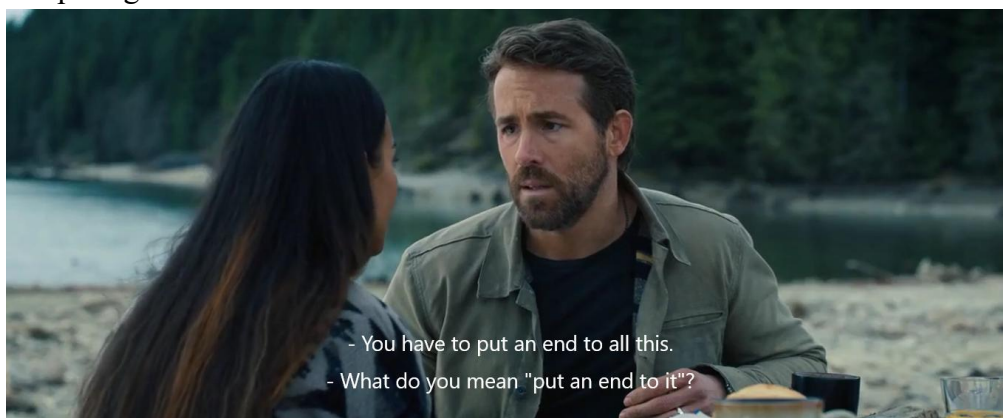 - You have to put an end to all this.
- What do you mean "put an end to it"?